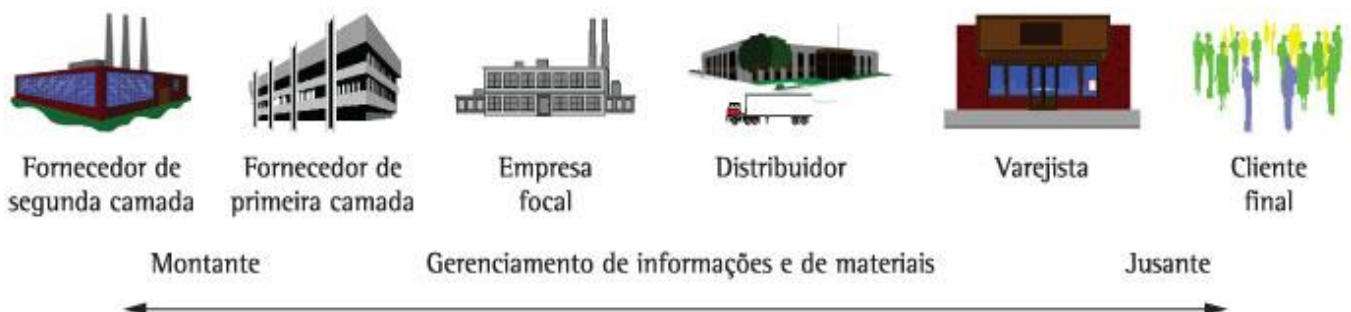 Fornecedor de
segunda camada
Fornecedor de
primeira camada
Empresa
focal
Distribuidor
Varejista
Cliente
final
Montante
Gerenciamento de informações e de materiais
Jusante